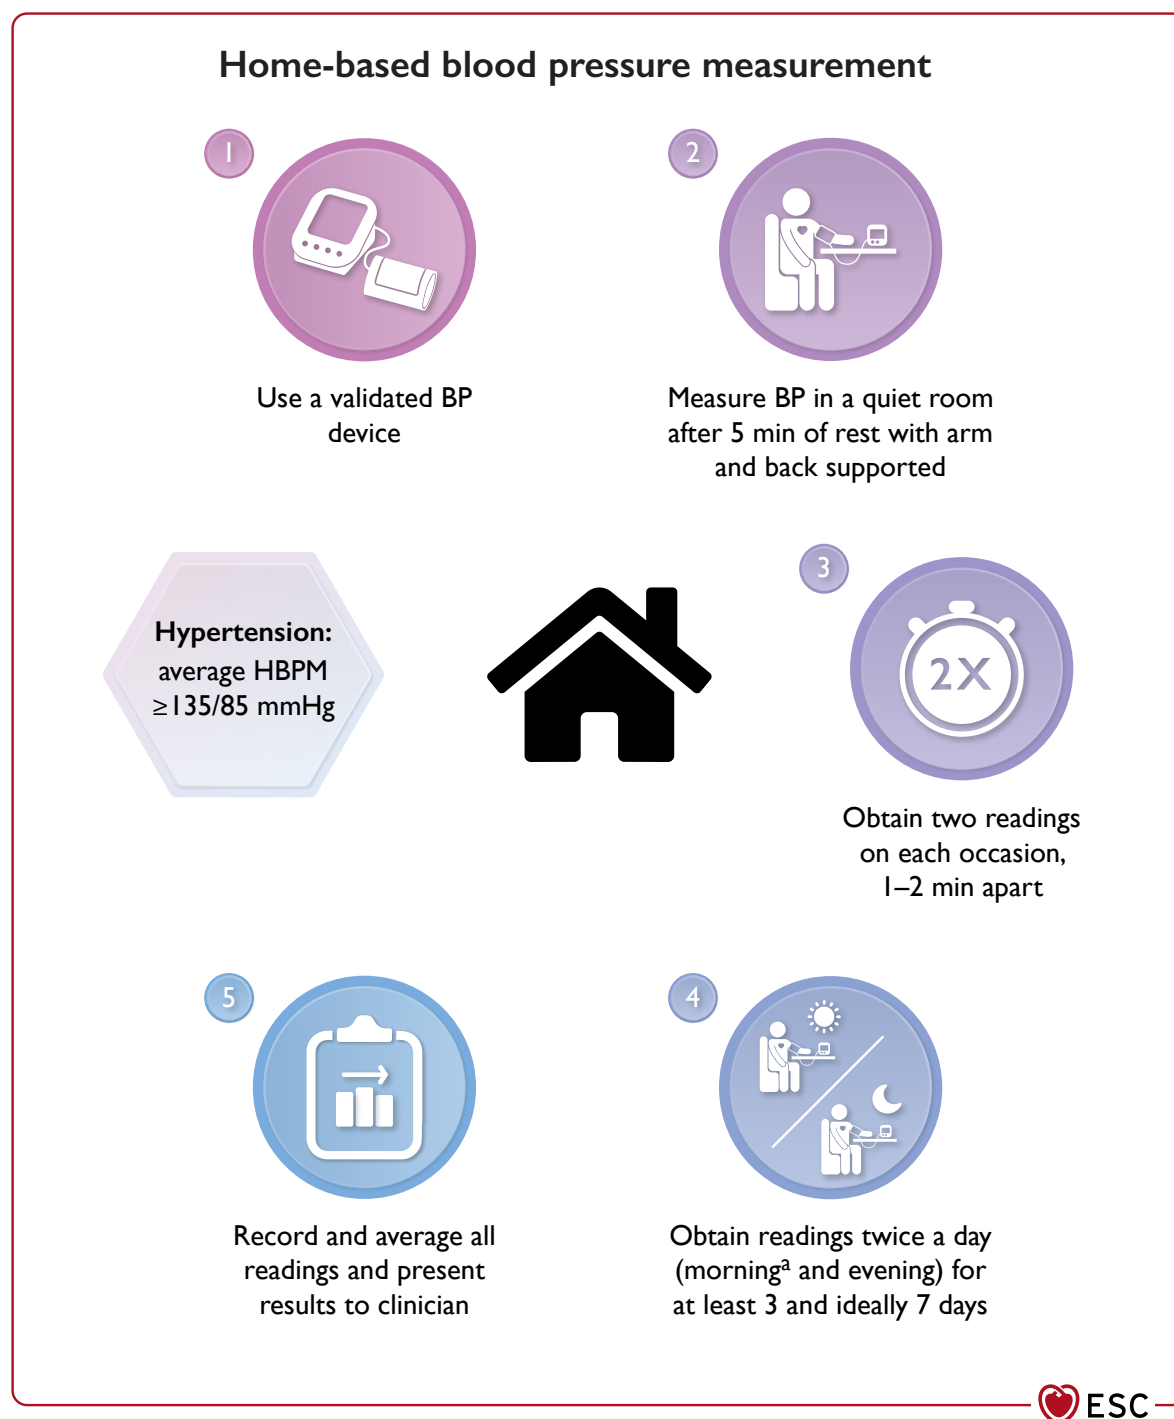 Home-based blood pressure measurement
1
Use a validated BP
device
2
Measure BP in a quiet room
after 5 min of rest with arm
and back supported
3
2X
Obtain two readings
on each occasion,
1–2 min apart
4
Obtain readings twice a day
(morningª and evening) for
at least 3 and ideally 7 days
5
Record and average all
readings and present
results to clinician
Hypertension:
average HBPM
≥135/85 mmHg
ESC